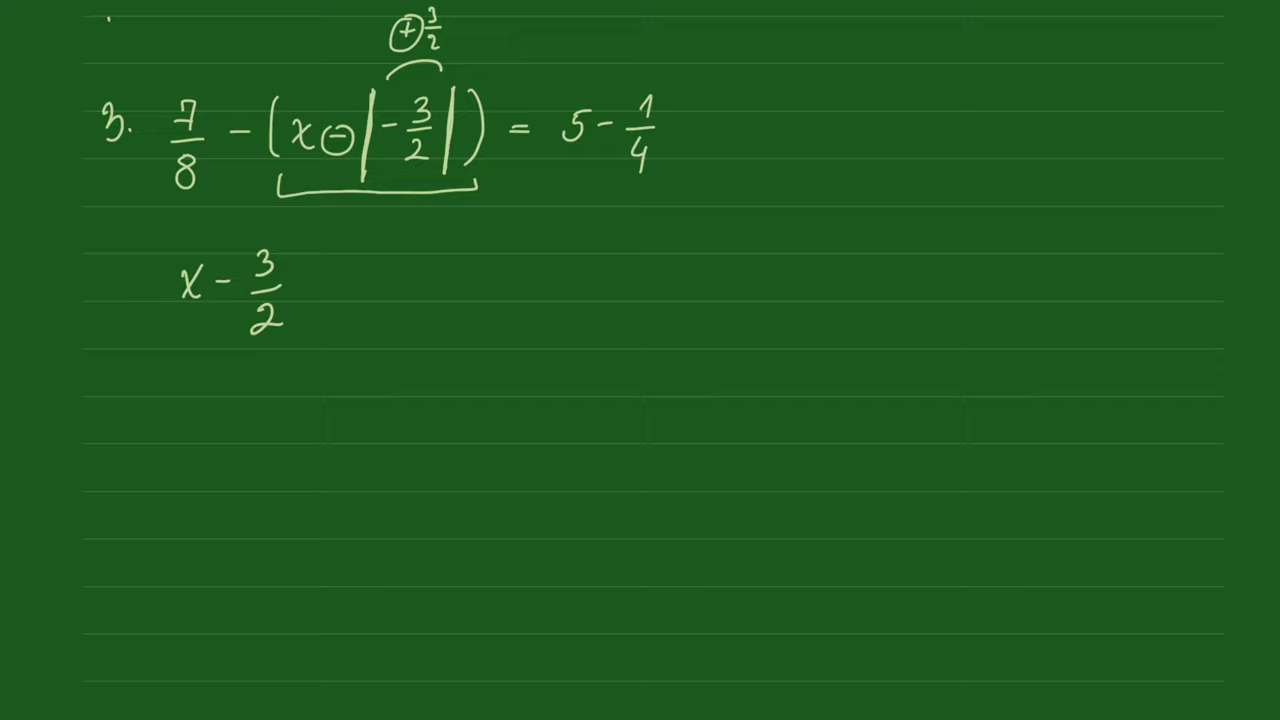 ⊕ 3/2
3. 7/8 - (x ⊖ |- 3/2|) = 5 - 1/4
x - 3/2